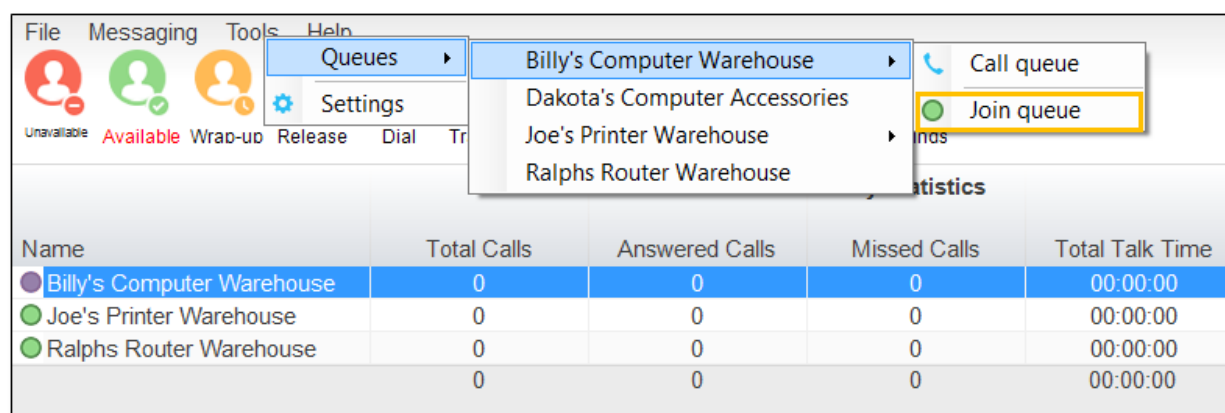 File Messaging Tools Help
Queues
Settings
Billy's Computer Warehouse
Dakota's Computer Accessories
Joe's Printer Warehouse
Ralphs Router Warehouse
Call queue
Join queue
Unavailable Available Wrap-up Release Dial
Name Total Calls Answered Calls Missed Calls Total Talk Time
Billy's Computer Warehouse 0 0 0 00:00:00
Joe's Printer Warehouse 0 0 0 00:00:00
Ralphs Router Warehouse 0 0 0 00:00:00
0 0 0 00:00:00